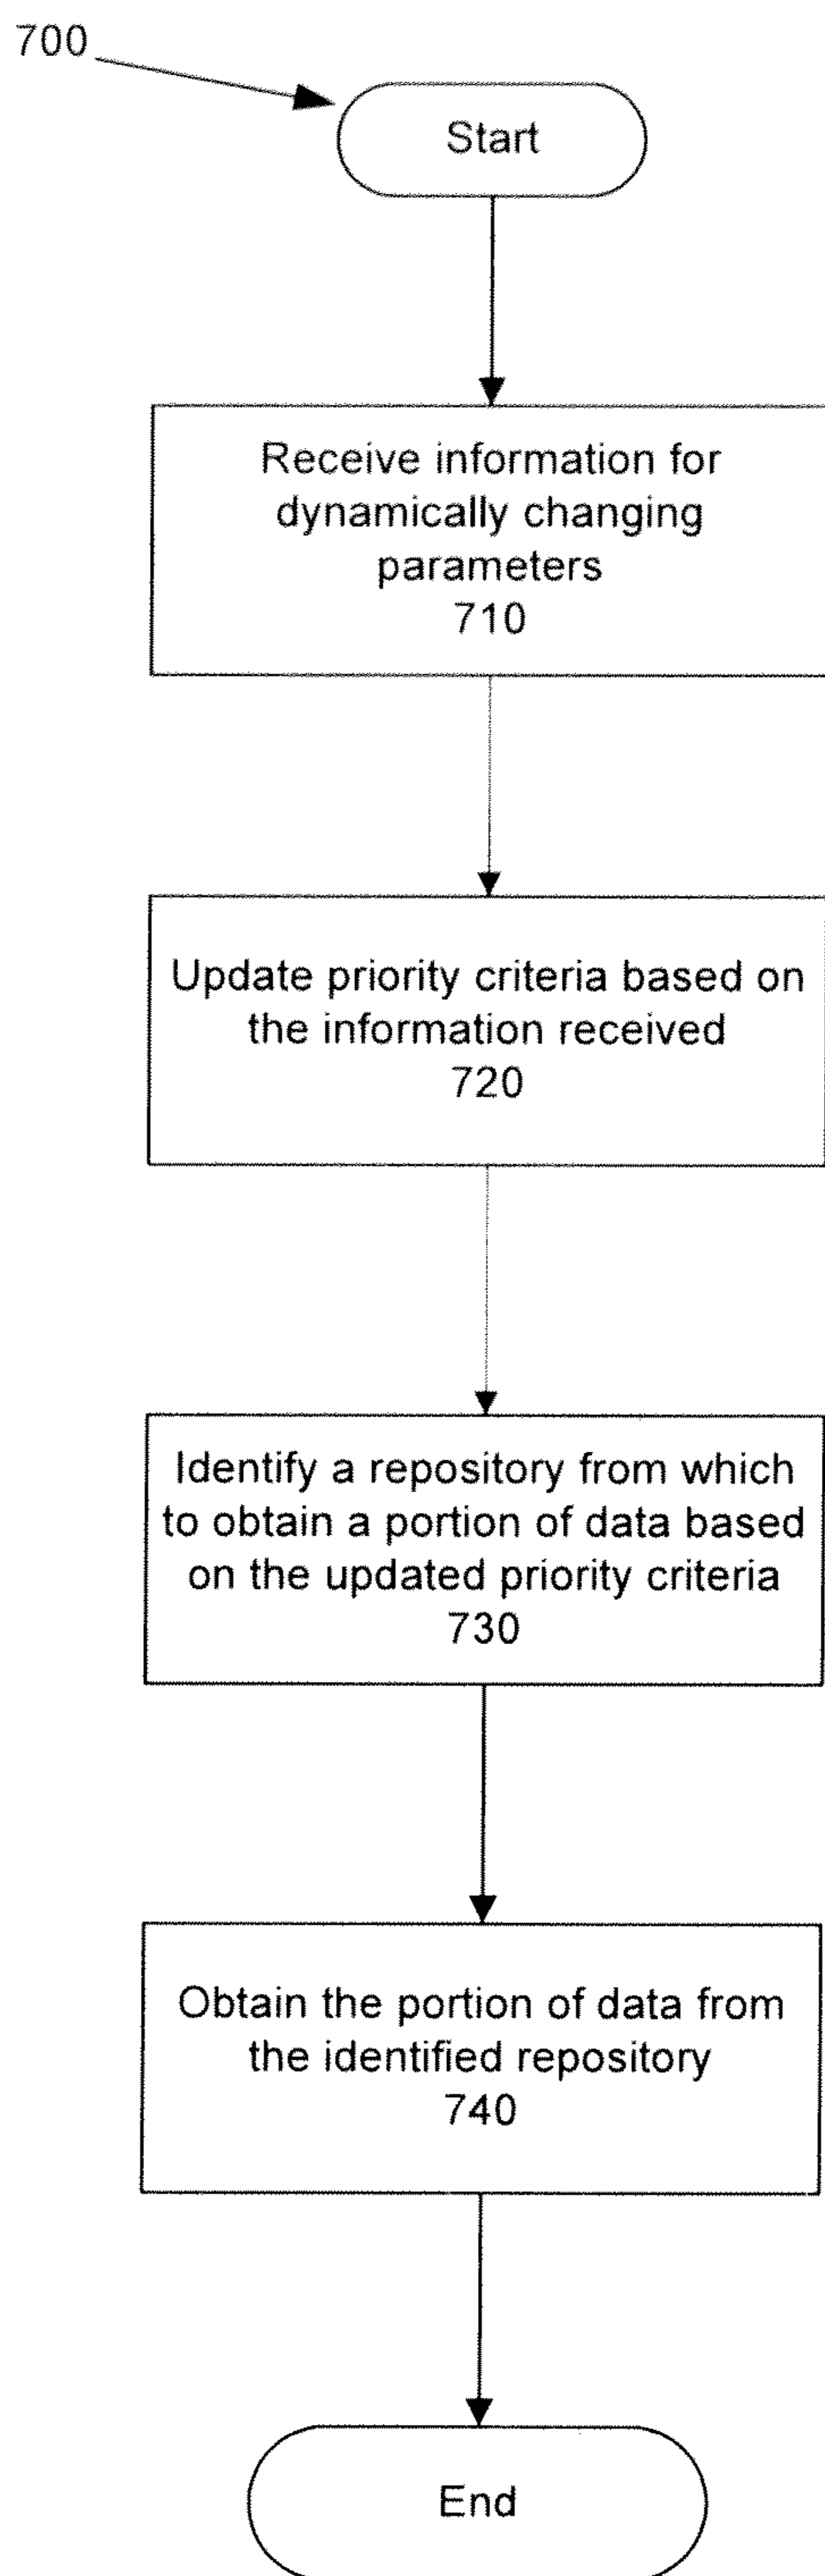 700
Start
Receive information for
dynamically changing
parameters
710
Update priority criteria based on
the information received
720
Identify a repository from which
to obtain a portion of data based
on the updated priority criteria
730
Obtain the portion of data from
the identified repository
740
End